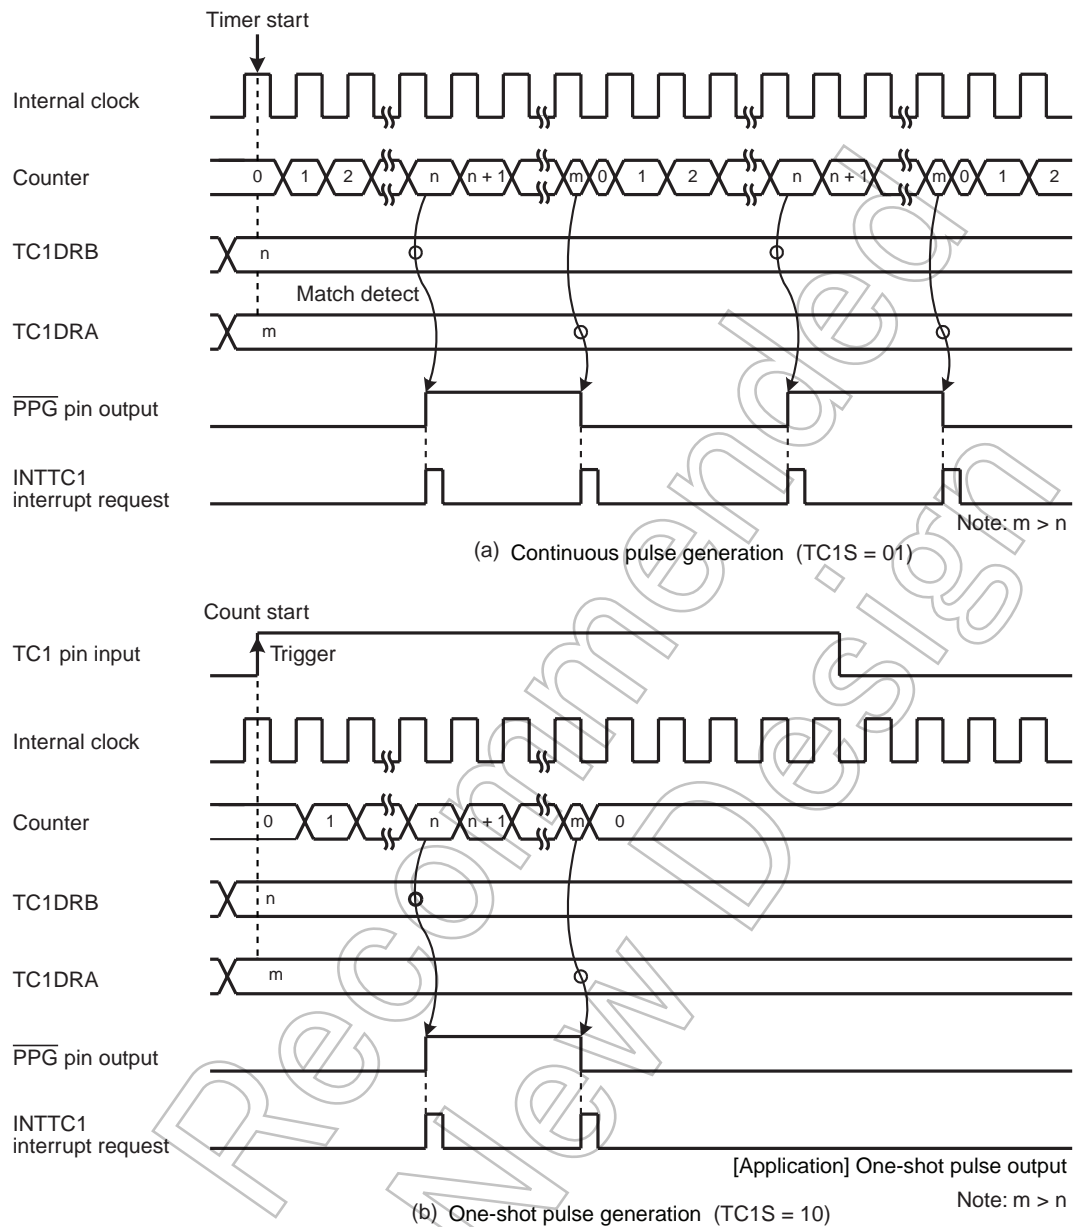 Timer start
Internal clock
Counter
0 1 2 n n + 1 m 0 1 2 n n + 1 m 0 1 2
TC1DRB
n
Match detect
TC1DRA
m
PPG pin output
INTTC1
interrupt request
Note: m > n
(a) Continuous pulse generation (TC1S = 01)
Count start
TC1 pin input
Trigger
Internal clock
Counter
0 1 n n + 1 m 0
TC1DRB
n
TC1DRA
m
PPG pin output
INTTC1
interrupt request
[Application] One-shot pulse output
Note: m > n
(b) One-shot pulse generation (TC1S = 10)
Recommended
New Design